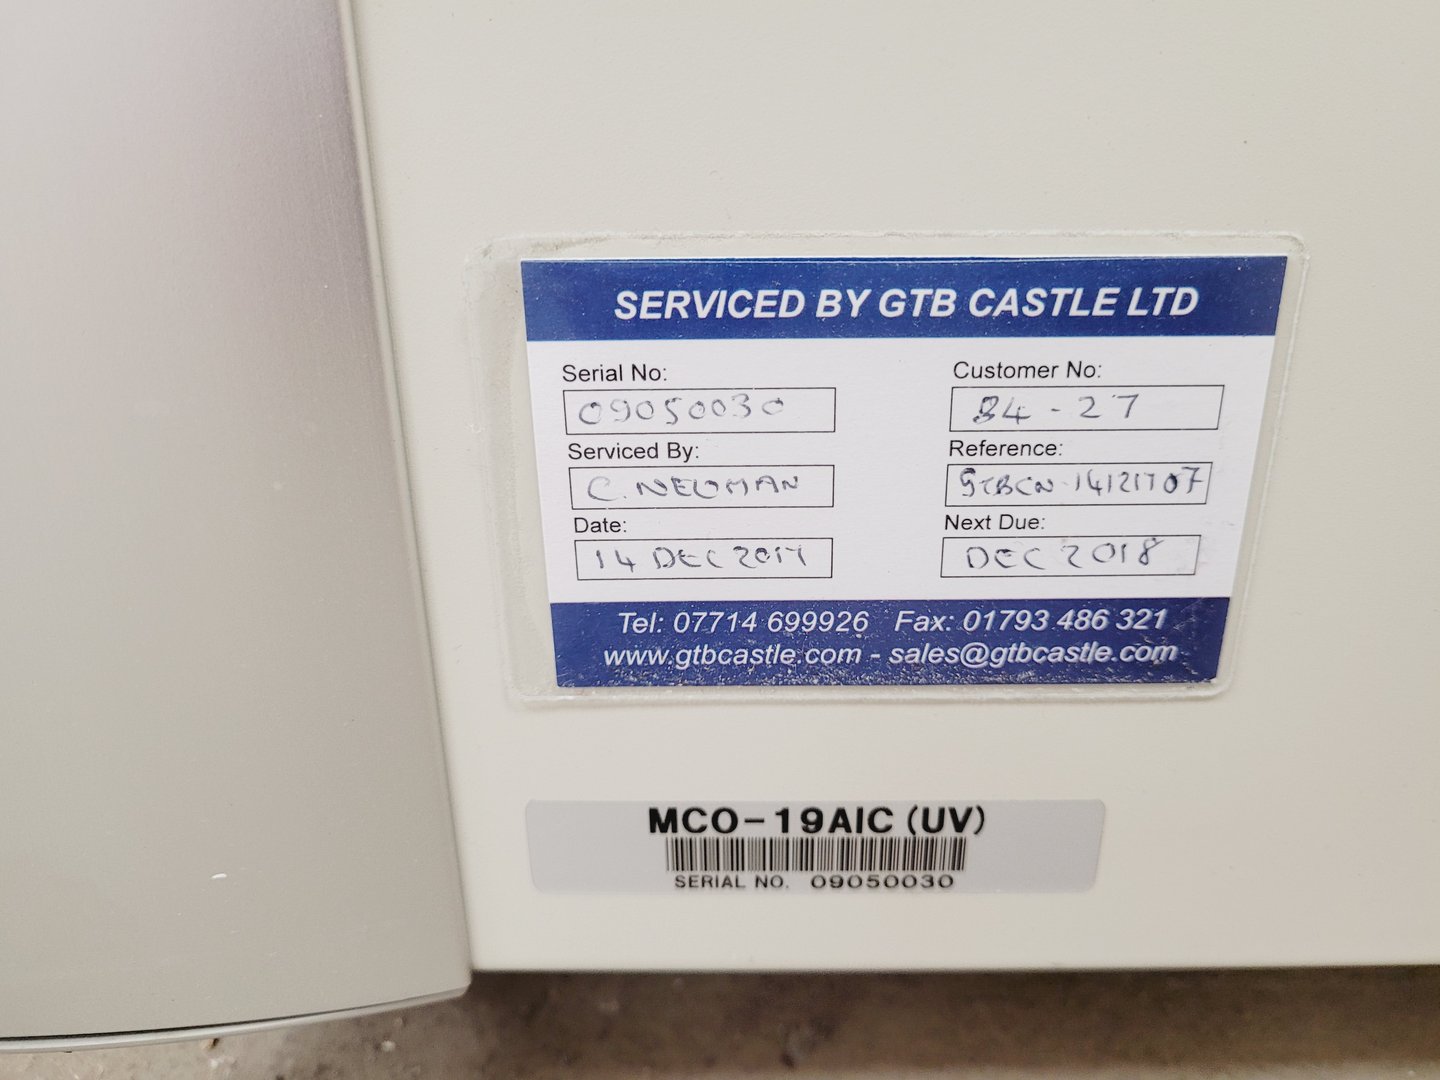 SERVICED BY GTB CASTLE LTD
Serial No: Customer No:
09050030 84-27
Serviced By: Reference:
C. NEWMAN GTBCN-14121707
Date: Next Due:
14 DEC 2017 DEC 2018
Tel: 07714 699926 Fax: 01793 486 321
www.gtbcastle.com - sales@gtbcastle.com
MCO-19AIC (UV)
SERIAL NO. 09050030